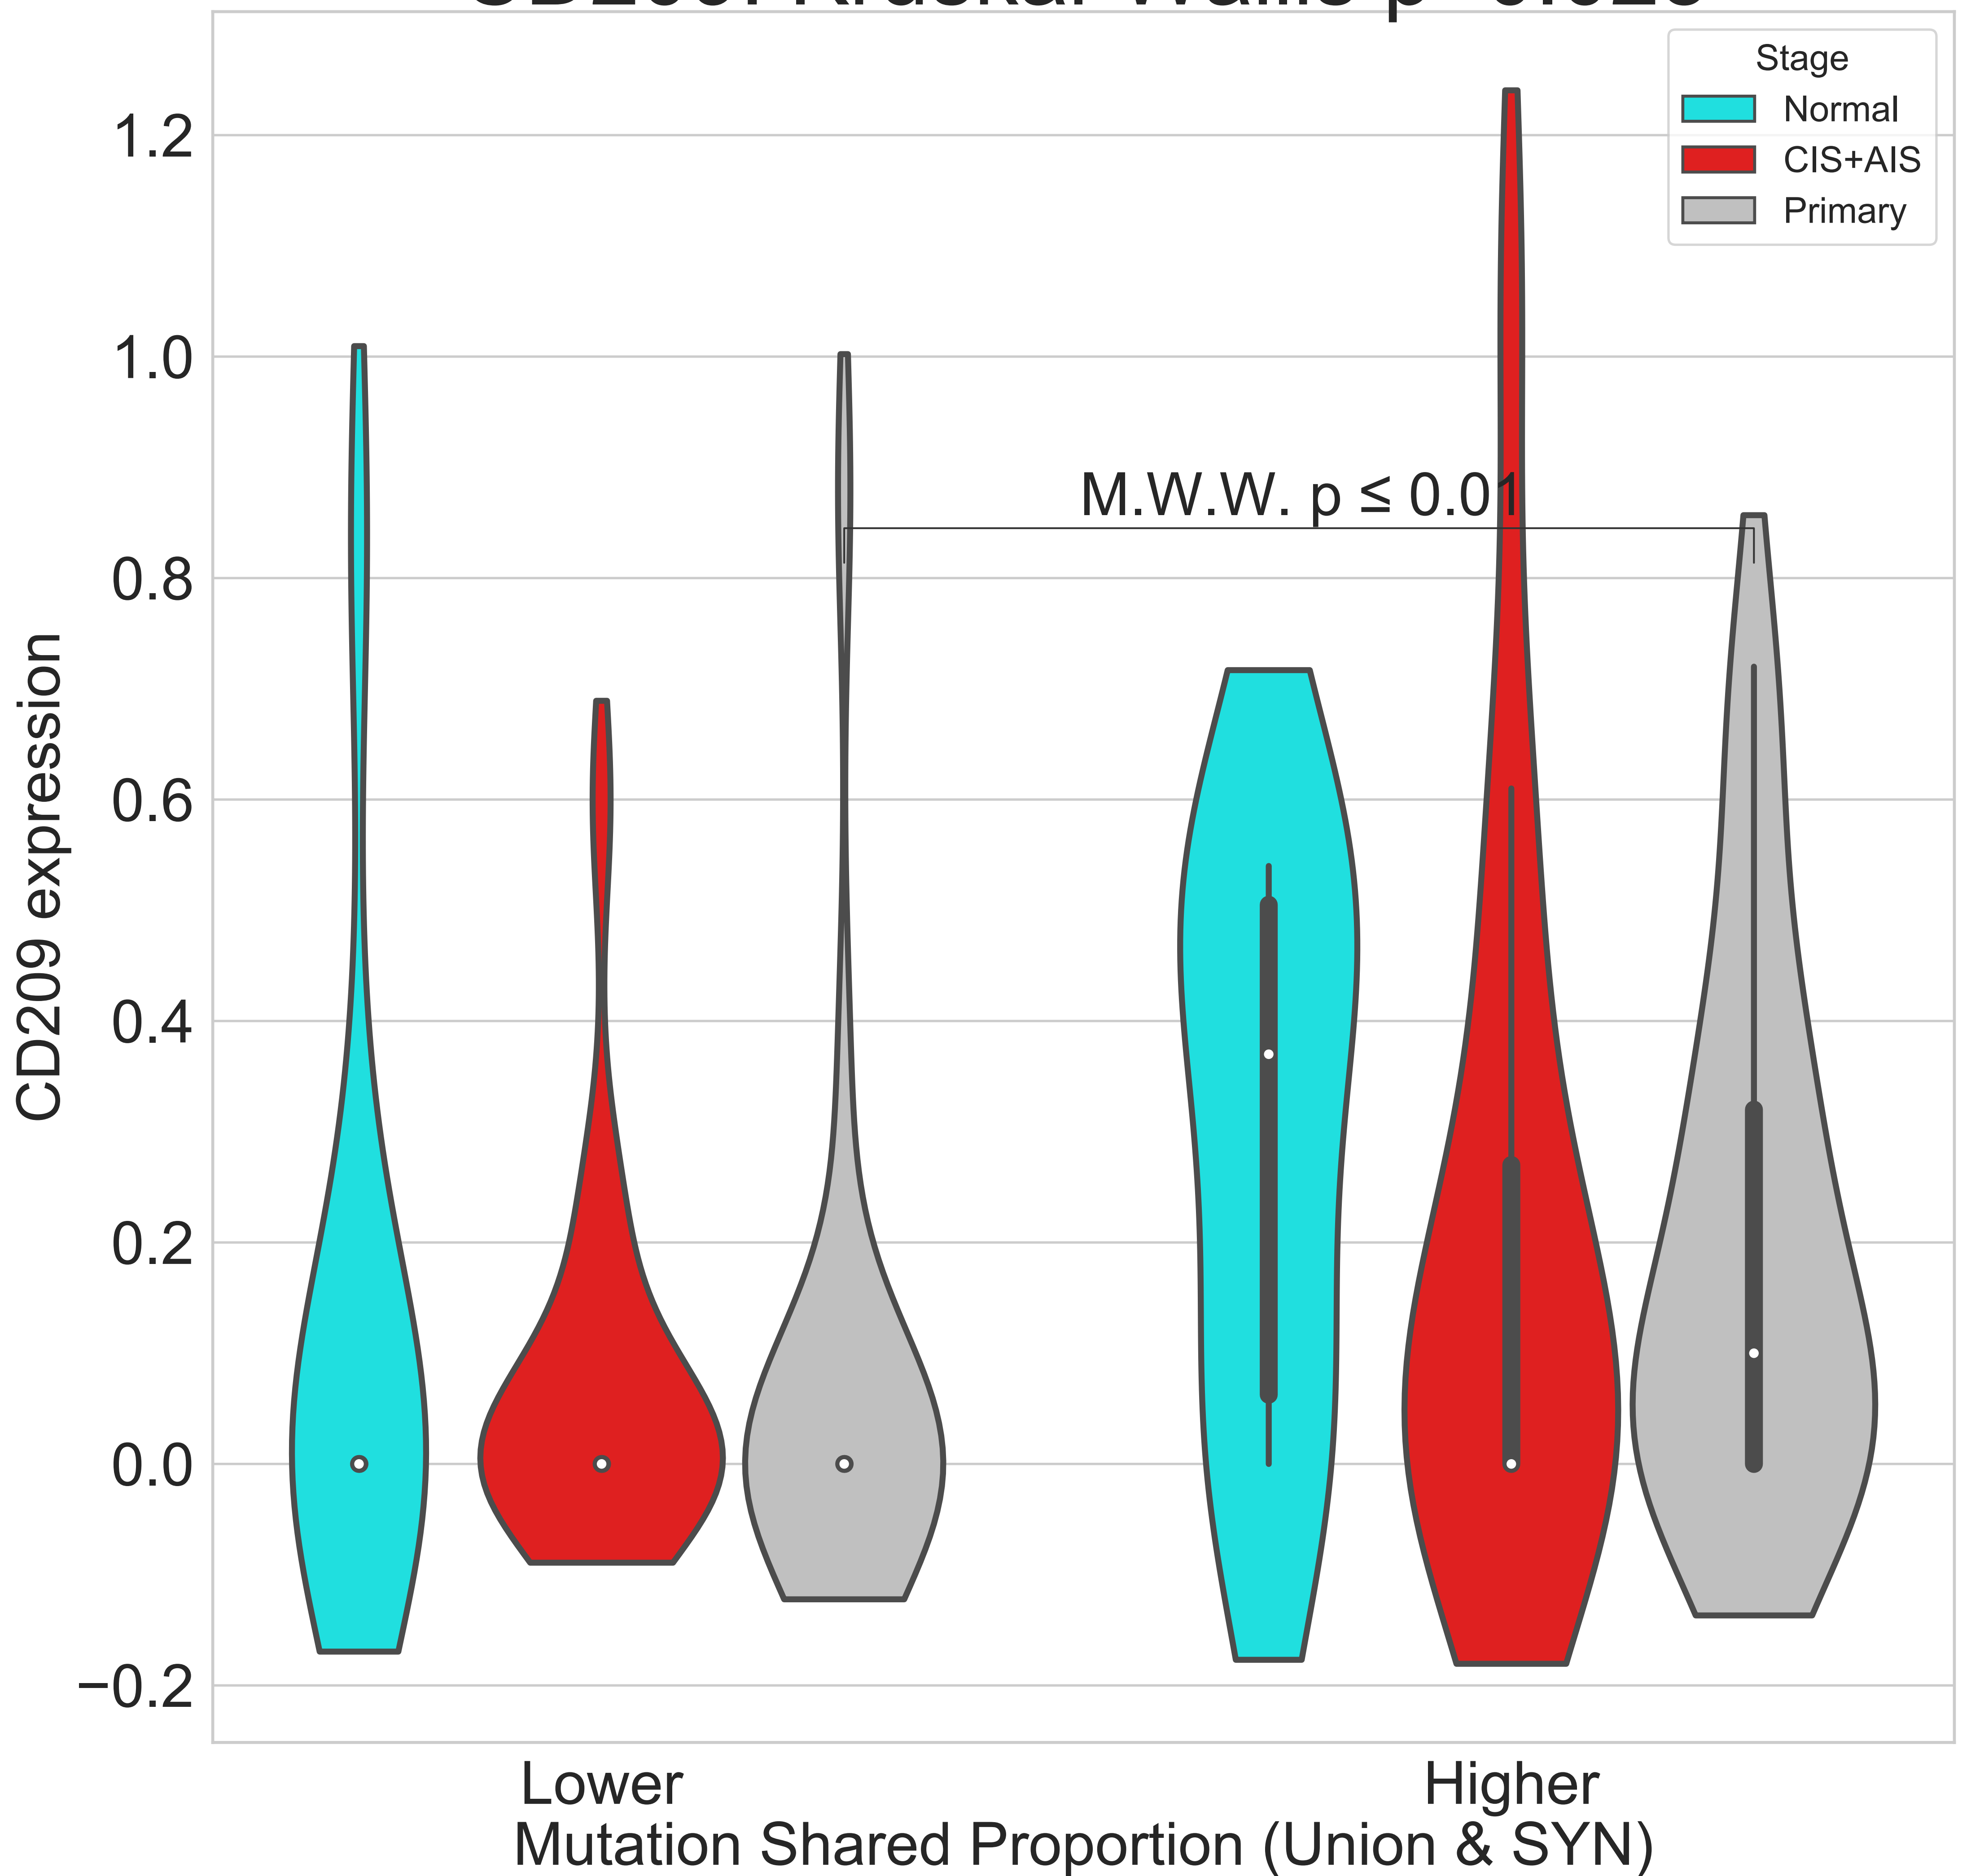 Stage
Normal
CIS+AIS
Primary
1.2
1.0
0.8
0.6
0.4
0.2
0.0
−0.2
CD209 expression
M.W.W. p ≤ 0.01
Lower
Higher
Mutation Shared Proportion (Union & SYN)